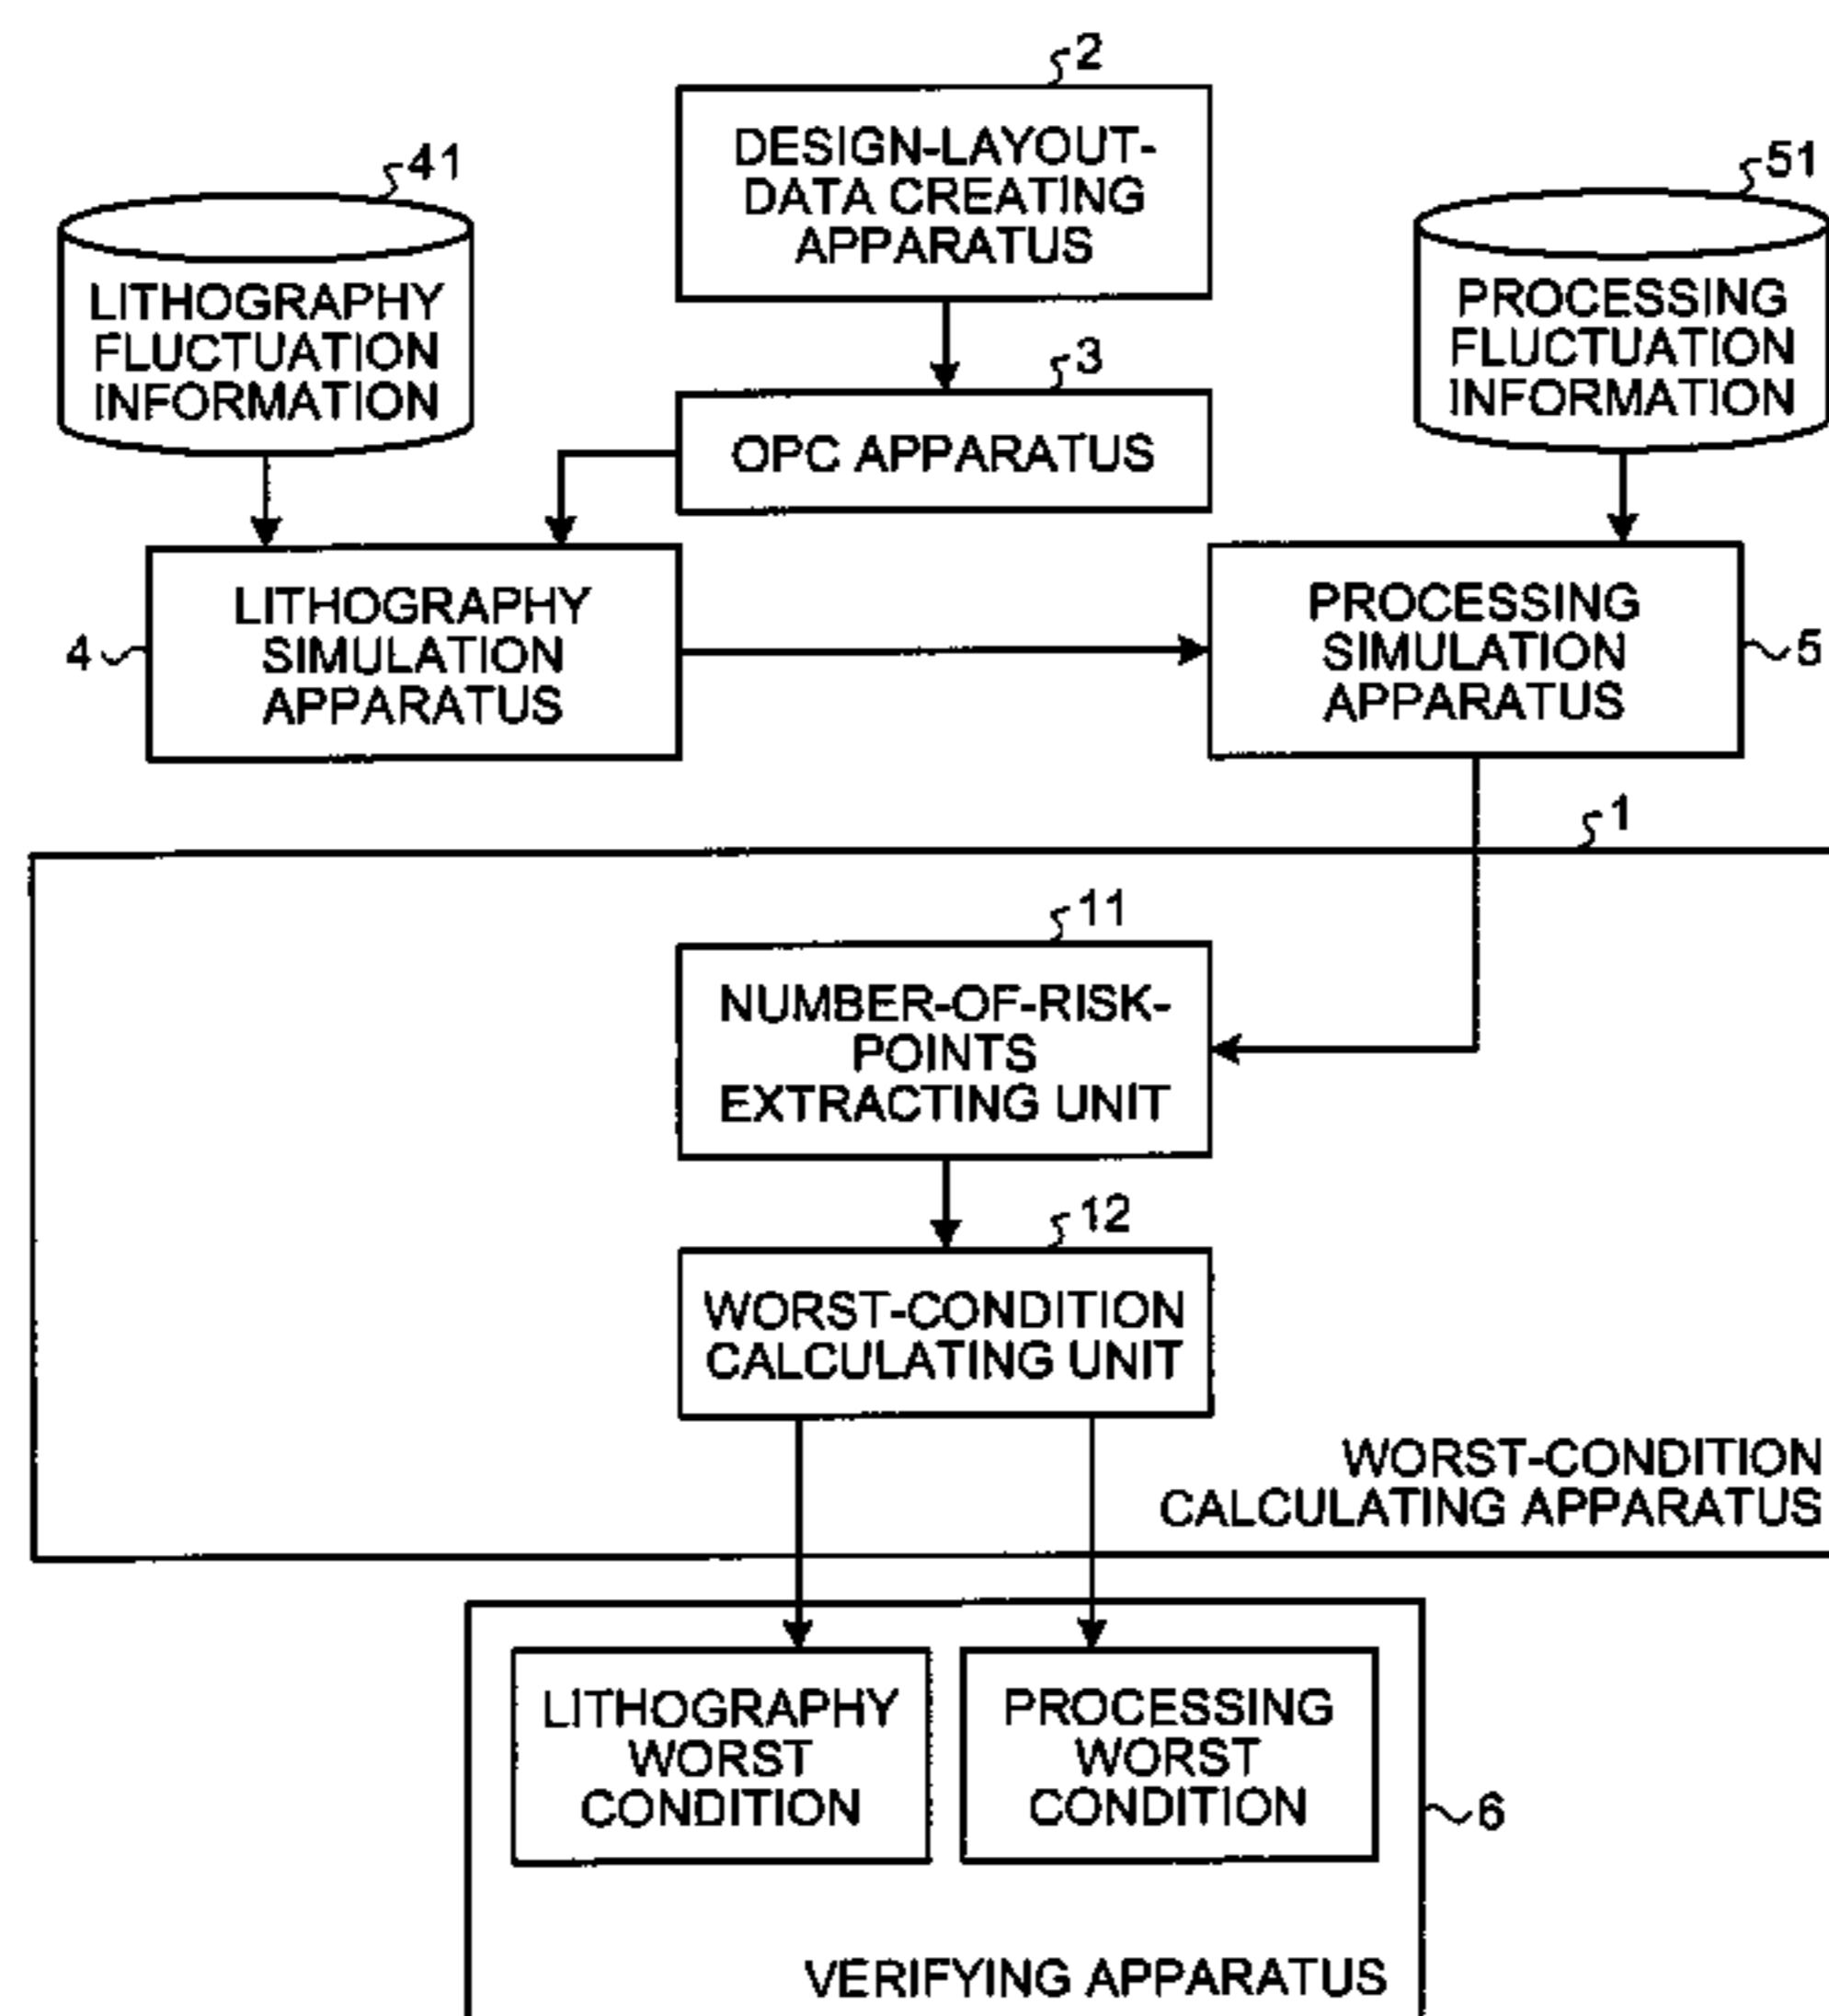 2
DESIGN-LAYOUT-
DATA CREATING
APPARATUS
41
LITHOGRAPHY
FLUCTUATION
INFORMATION
51
PROCESSING
FLUCTUATION
INFORMATION
3
OPC APPARATUS
4
LITHOGRAPHY
SIMULATION
APPARATUS
PROCESSING
SIMULATION
APPARATUS
5
1
11
NUMBER-OF-RISK-
POINTS
EXTRACTING UNIT
12
WORST-CONDITION
CALCULATING UNIT
WORST-CONDITION
CALCULATING APPARATUS
LITHOGRAPHY
WORST
CONDITION
PROCESSING
WORST
CONDITION
6
VERIFYING APPARATUS